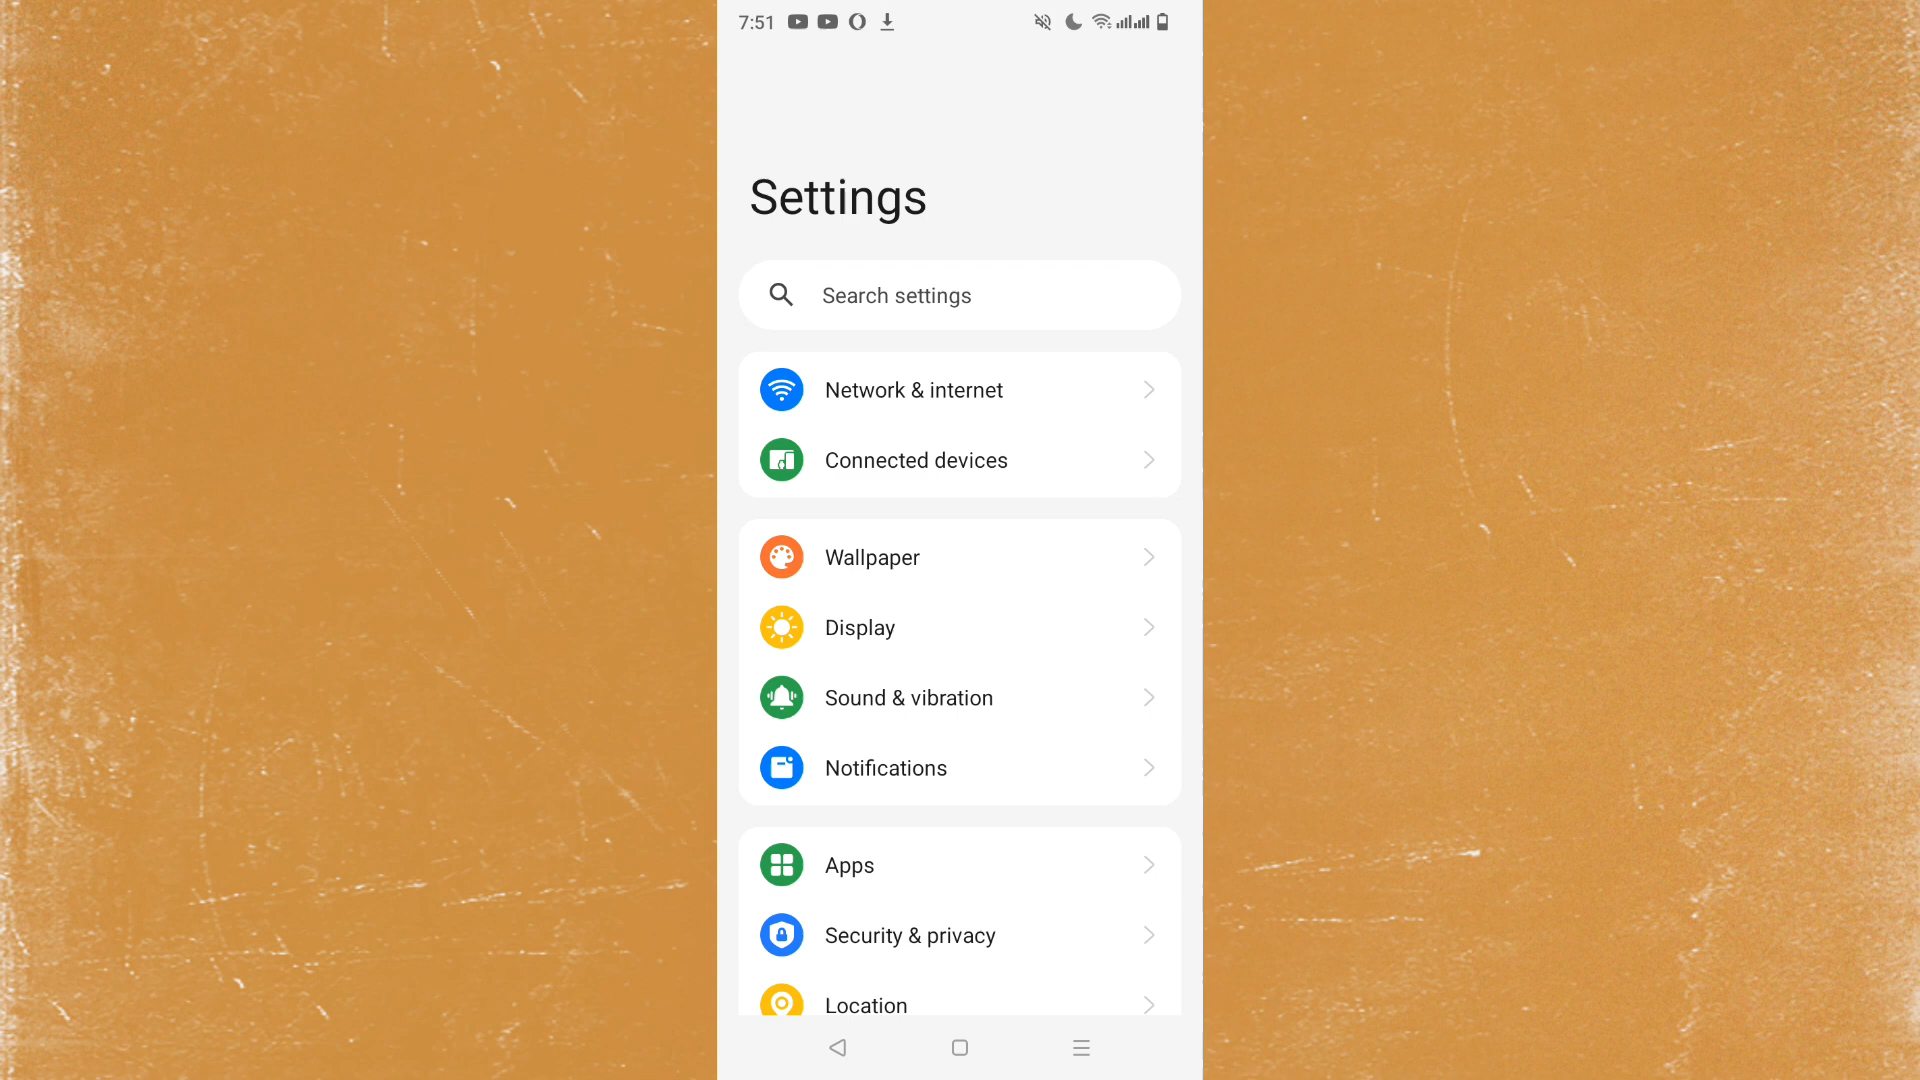 7:51
Settings
Search settings
Network & internet
Connected devices
Wallpaper
Display
Sound & vibration
Notifications
Apps
Security & privacy
Location